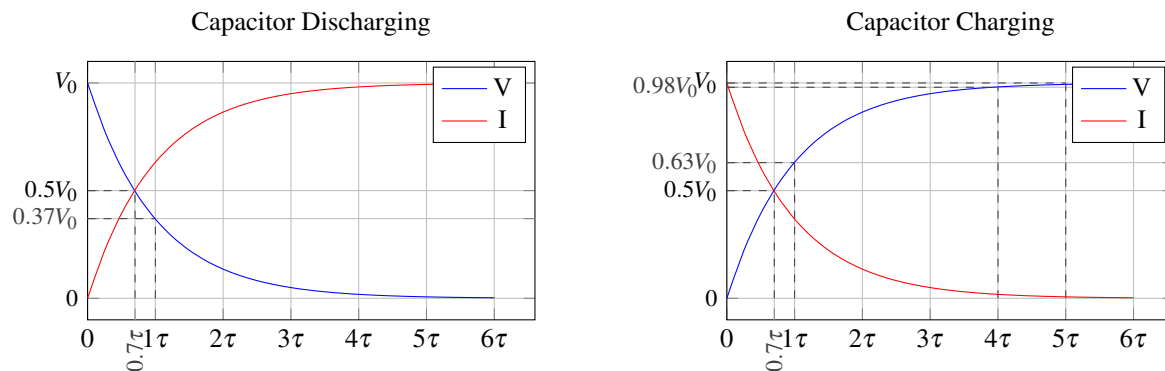 Capacitor Discharging
V₀
0.5V₀
0.37V₀
0
0
0.7τ
1τ
2τ
3τ
4τ
5τ
6τ
V
I
Capacitor Charging
V₀
0.98V₀
0.63V₀
0.5V₀
0
0
0.7τ
1τ
2τ
3τ
4τ
5τ
6τ
V
I